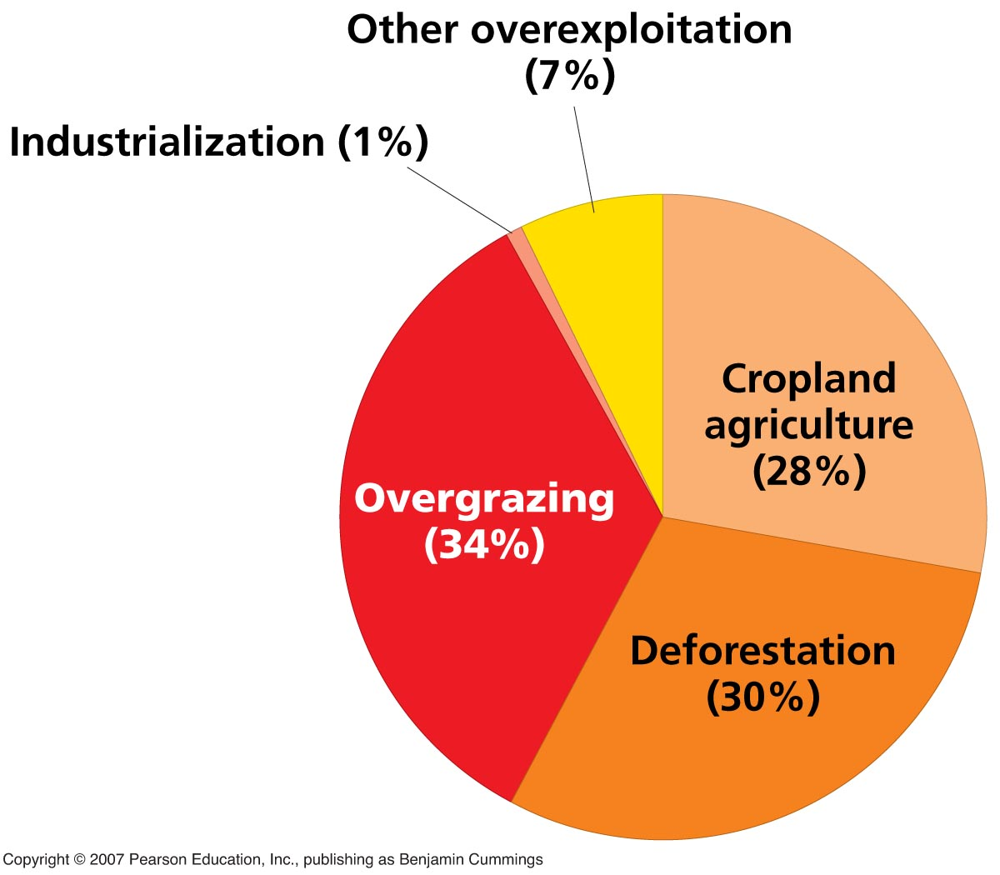 Other overexploitation
(7%)
Industrialization (1%)
Cropland
agriculture
(28%)
Overgrazing
(34%)
Deforestation
(30%)
Copyright © 2007 Pearson Education, Inc., publishing as Benjamin Cummings